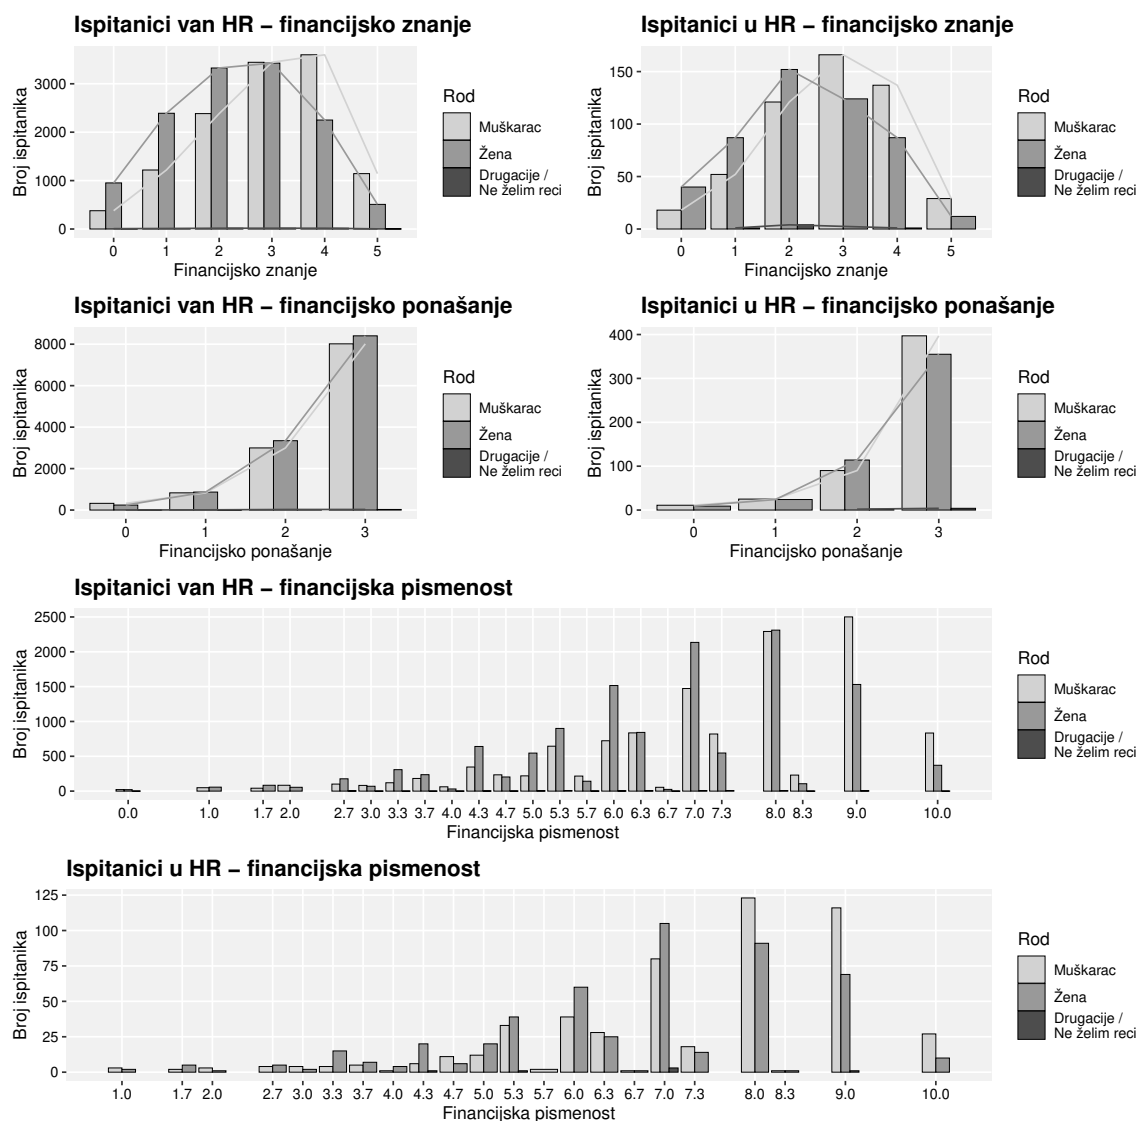 Ispitanici van HR – financijsko znanje
Broj ispitanika
3000
2000
1000
0
0 1 2 3 4 5
Financijsko znanje
Rod
Muškarac
Žena
Drugacije /
Ne želim reci
Ispitanici u HR – financijsko znanje
Broj ispitanika
150
100
50
0
0 1 2 3 4 5
Financijsko znanje
Rod
Muškarac
Žena
Drugacije /
Ne želim reci
Ispitanici van HR – financijsko ponašanje
Broj ispitanika
8000
6000
4000
2000
0
0 1 2 3
Financijsko ponašanje
Rod
Muškarac
Žena
Drugacije /
Ne želim reci
Ispitanici u HR – financijsko ponašanje
Broj ispitanika
400
300
200
100
0
0 1 2 3
Financijsko ponašanje
Rod
Muškarac
Žena
Drugacije /
Ne želim reci
Ispitanici van HR – financijska pismenost
Broj ispitanika
2500
2000
1500
1000
500
0
0.0 1.0 1.7 2.0 2.7 3.0 3.3 3.7 4.0 4.3 4.7 5.0 5.3 5.7 6.0 6.3 6.7 7.0 7.3 8.0 8.3 9.0 10.0
Financijska pismenost
Rod
Muškarac
Žena
Drugacije /
Ne želim reci
Ispitanici u HR – financijska pismenost
Broj ispitanika
125
100
75
50
25
0
1.0 1.7 2.0 2.7 3.0 3.3 3.7 4.0 4.3 4.7 5.0 5.3 5.7 6.0 6.3 6.7 7.0 7.3 8.0 8.3 9.0 10.0
Financijska pismenost
Rod
Muškarac
Žena
Drugacije /
Ne želim reci